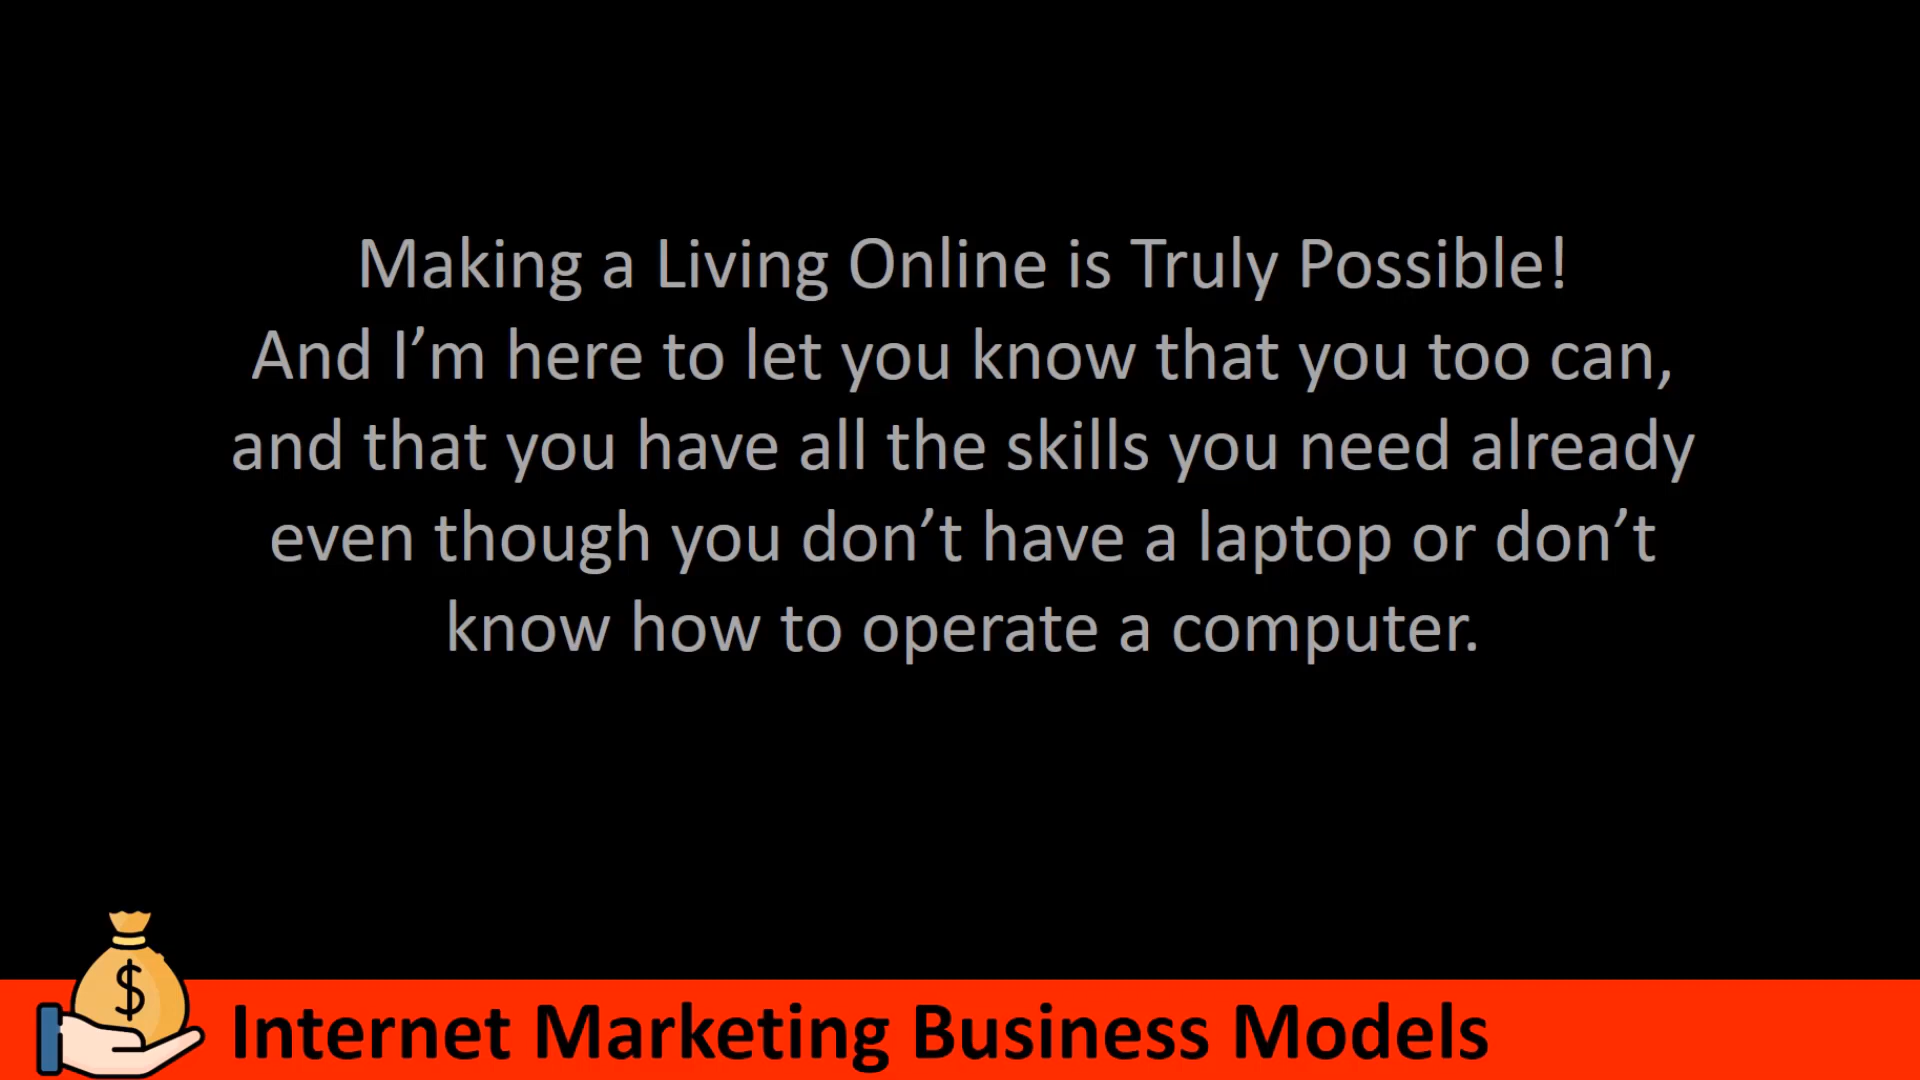 Making a Living Online is Truly Possible!
And I’m here to let you know that you too can,
and that you have all the skills you need already
even though you don’t have a laptop or don’t
know how to operate a computer.
$
Internet Marketing Business Models